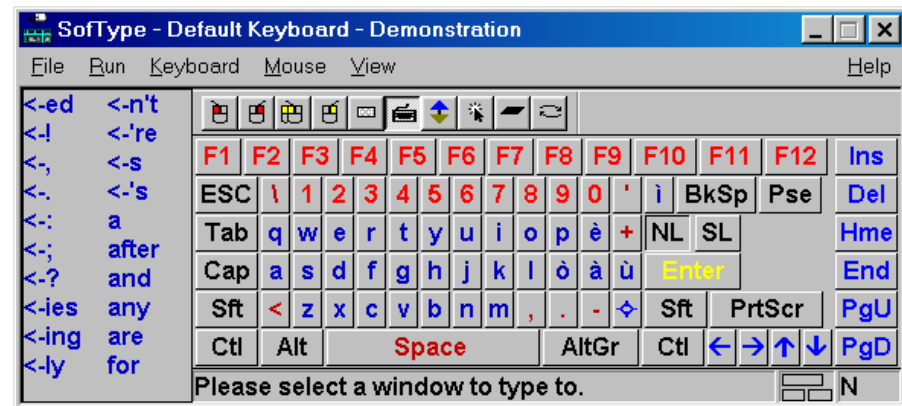 SofType - Default Keyboard - Demonstration
File Run Keyboard Mouse View Help
<-ed <-n't
<-! <-'re
<-, <-s
<-. <-'s
<-: a
<-; after
<-? and
<-ies any
<-ing are
<-ly for
F1 F2 F3 F4 F5 F6 F7 F8 F9 F10 F11 F12 Ins
ESC \ 1 2 3 4 5 6 7 8 9 0 ' ì BkSp Pse Del
Tab q w e r t y u i o p è + NL SL Hme
Cap a s d f g h j k l ò à ù Enter End
Sft < z x c v b n m , . - Sft PrtScr PgU
Ctl Alt Space AltGr Ctl ← → ↑ ↓ PgD
Please select a window to type to. N